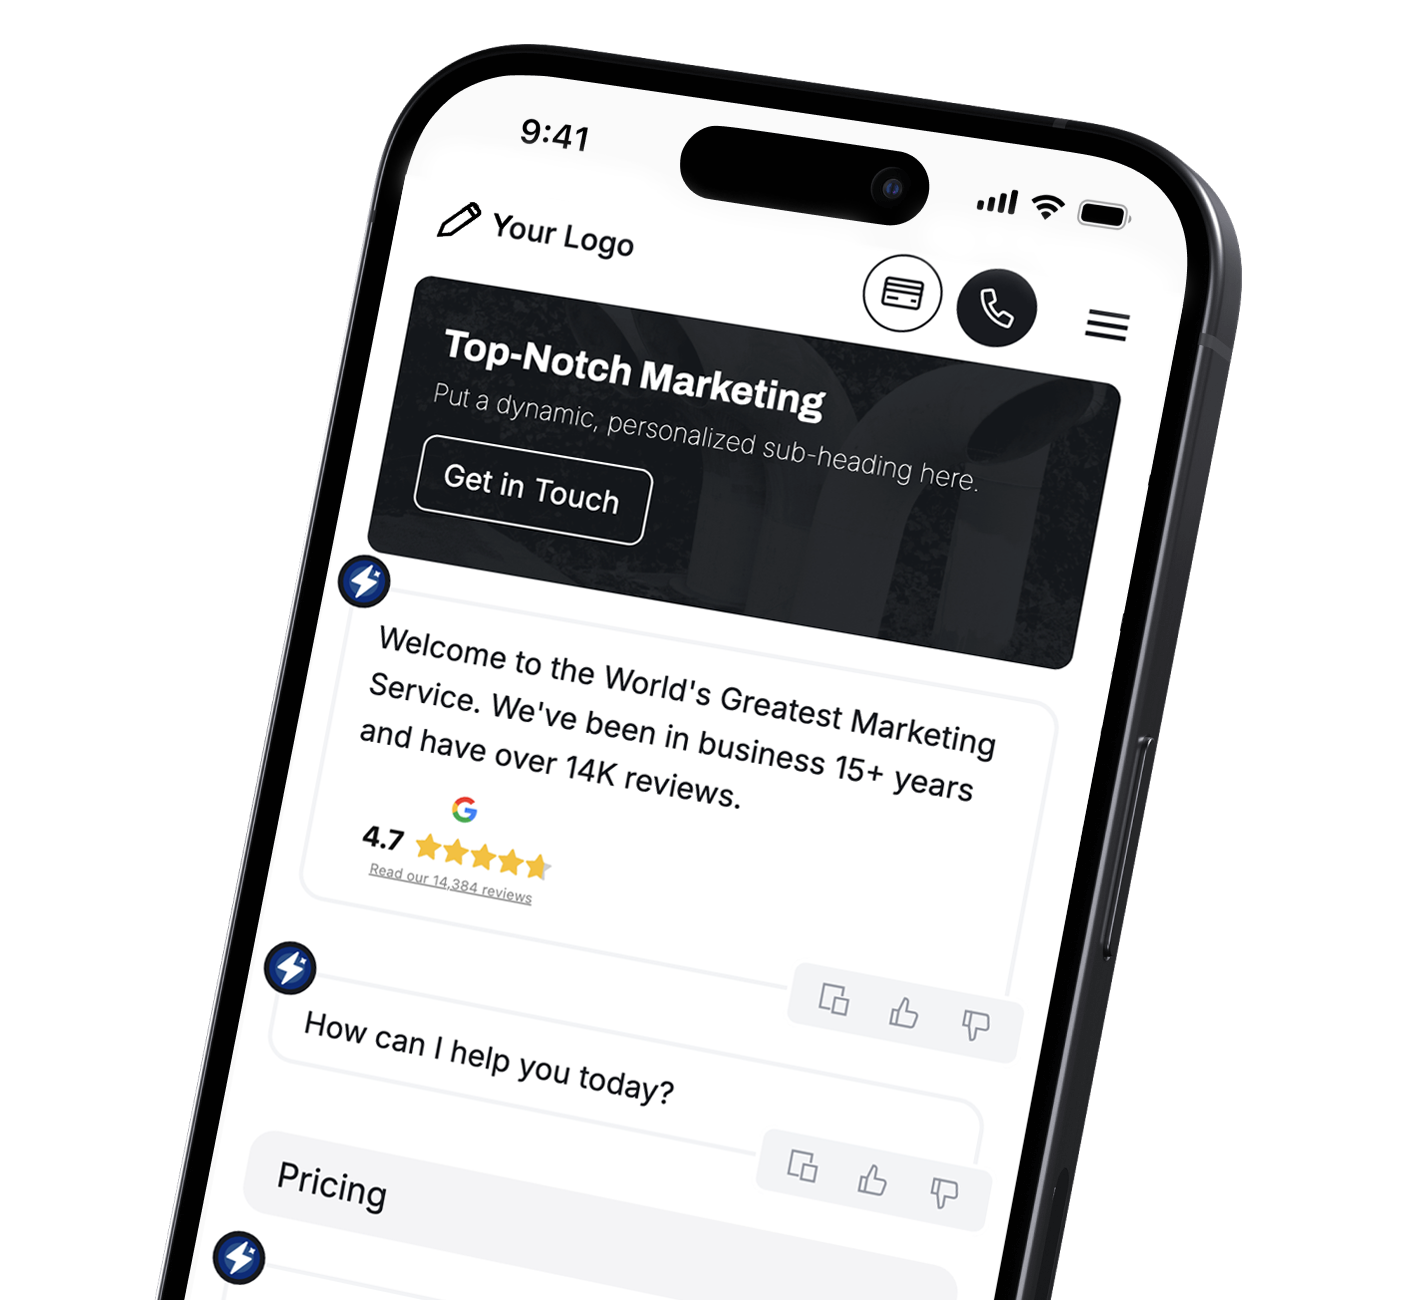 9:41
Your Logo
Top-Notch Marketing
Put a dynamic, personalized sub-heading here.
Get in Touch
Welcome to the World's Greatest Marketing
Service. We've been in business 15+ years
and have over 14K reviews.
G
4.7
Read our 14,384 reviews
How can I help you today?
Pricing